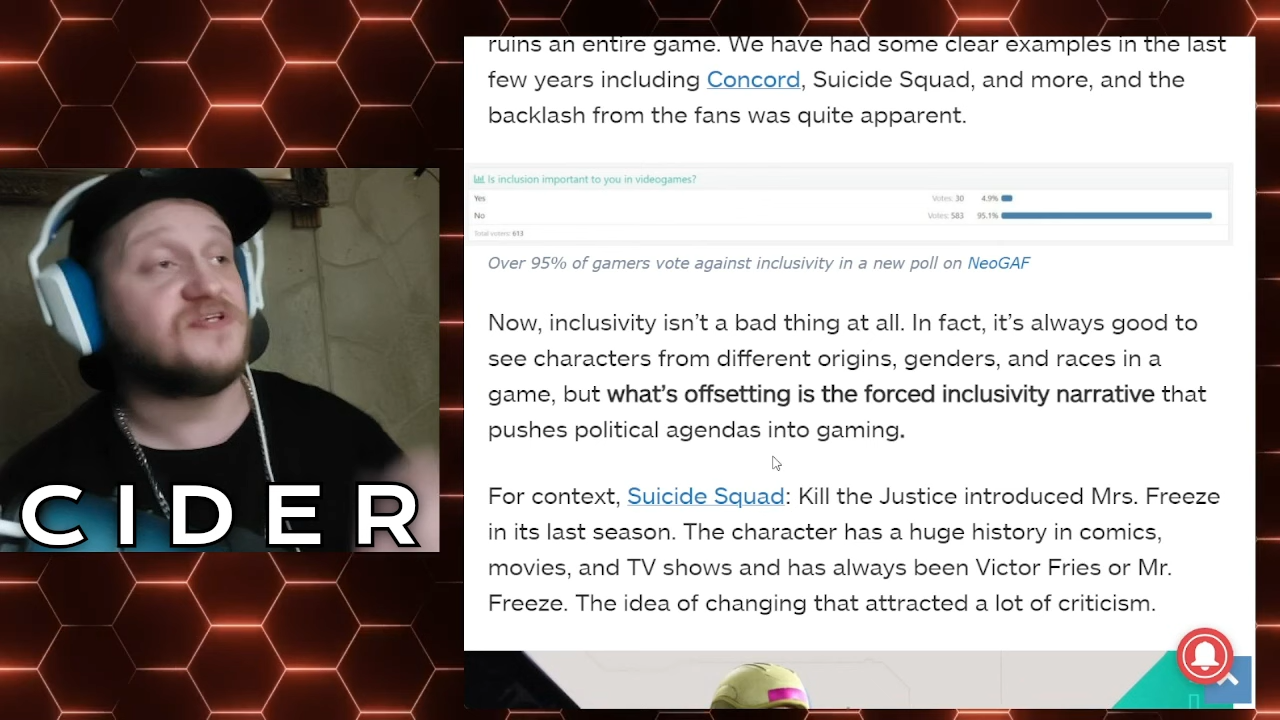 ruins an entire game. We have had some clear examples in the last
few years including Concord, Suicide Squad, and more, and the
backlash from the fans was quite apparent.
Is inclusion important to you in videogames?
Yes Votes: 30 4.9%
No Votes: 583 95.1%
Total voters: 613
Over 95% of gamers vote against inclusivity in a new poll on NeoGAF
Now, inclusivity isn't a bad thing at all. In fact, it's always good to
see characters from different origins, genders, and races in a
game, but what's offsetting is the forced inclusivity narrative that
pushes political agendas into gaming.
For context, Suicide Squad: Kill the Justice introduced Mrs. Freeze
in its last season. The character has a huge history in comics,
movies, and TV shows and has always been Victor Fries or Mr.
Freeze. The idea of changing that attracted a lot of criticism.
CIDER